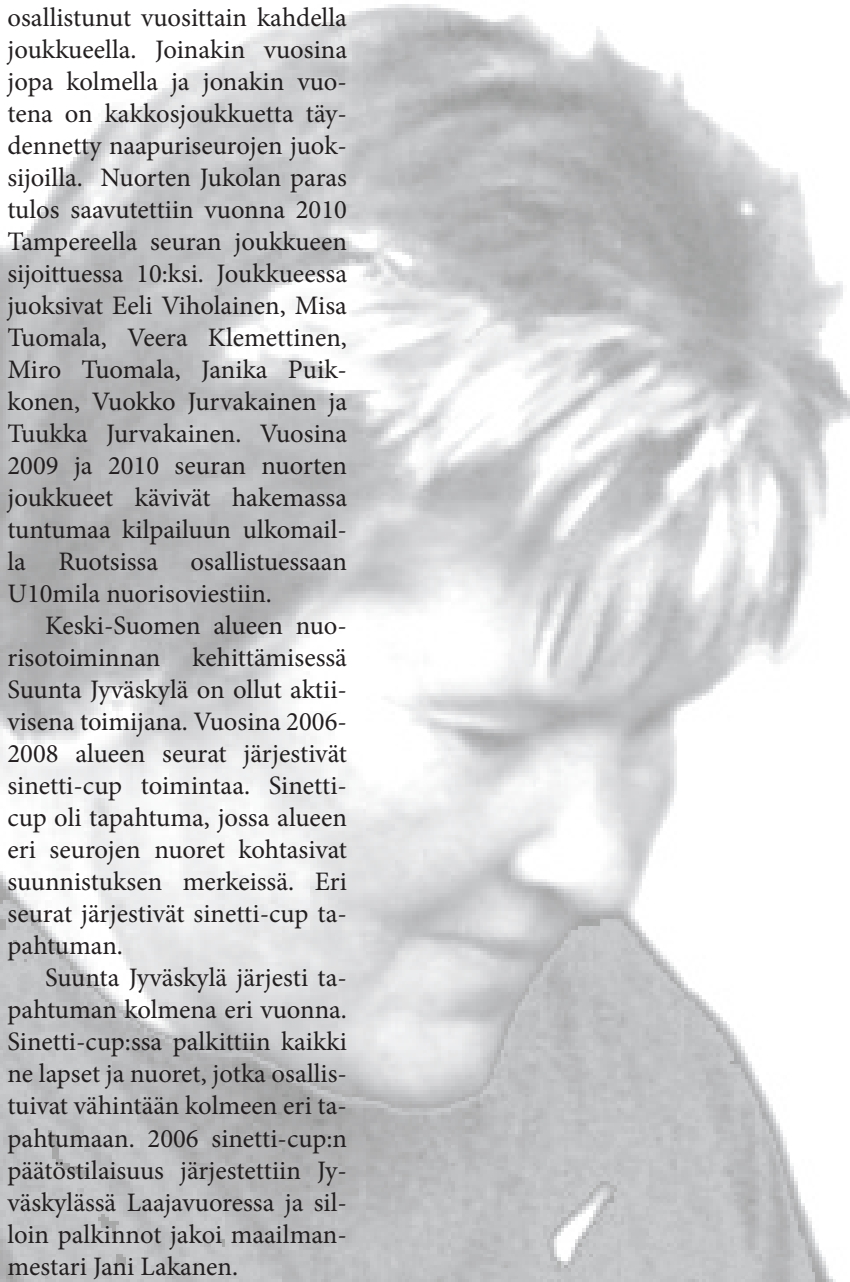 osallistunut vuosittain kahdella
joukkueella. Joinakin vuosina
jopa kolmella ja jonakin vuo-
tena on kakkosjoukkuetta täy-
dennetty naapuriseurojen juok-
sijoilla. Nuorten Jukolan paras
tulos saavutettiin vuonna 2010
Tampereella seuran joukkueen
sijoittuessa 10:ksi. Joukkueessa
juoksivat Eeli Viholainen, Misa
Tuomala, Veera Klemettinen,
Miro Tuomala, Janika Puik-
konen, Vuokko Jurvakainen ja
Tuukka Jurvakainen. Vuosina
2009 ja 2010 seuran nuorten
joukkueet kävivät hakemassa
tuntumaa kilpailuun ulkomail-
la Ruotsissa osallistuessaan
U10mila nuorisoviestiin.
Keski-Suomen alueen nuo-
risotoiminnan kehittämisessä
Suunta Jyväskylä on ollut aktii-
visena toimijana. Vuosina 2006-
2008 alueen seurat järjestivät
sinetti-cup toimintaa. Sinetti-
cup oli tapahtuma, jossa alueen
eri seurojen nuoret kohtasivat
suunnistuksen merkeissä. Eri
seurat järjestivät sinetti-cup ta-
pahtuman.
Suunta Jyväskylä järjesti ta-
pahtuman kolmena eri vuonna.
Sinetti-cup:ssa palkittiin kaikki
ne lapset ja nuoret, jotka osallis-
tuivat vähintään kolmeen eri ta-
pahtumaan. 2006 sinetti-cup:n
päätöstilaisuus järjestettiin Jy-
väskylässä Laajavuoressa ja sil-
loin palkinnot jakoi maailman-
mestari Jani Lakanen.